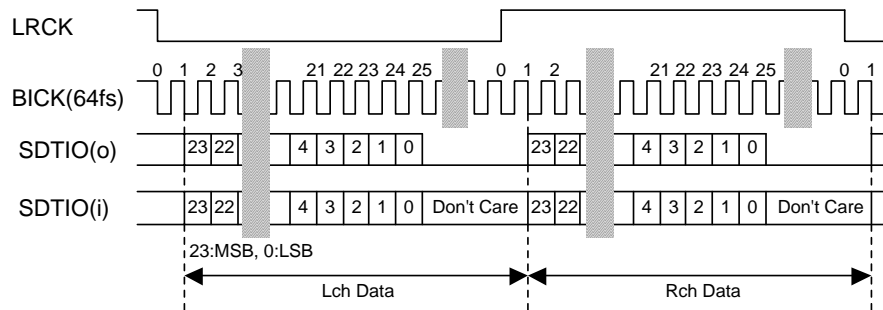 LRCK
0 1 2 3 21 22 23 24 25 0 1 2 21 22 23 24 25 0 1
BICK(64fs)
SDTIO(o) 23 22 4 3 2 1 0 23 22 4 3 2 1 0
SDTIO(i) 23 22 4 3 2 1 0 Don't Care 23 22 4 3 2 1 0 Don't Care
23:MSB, 0:LSB
Lch Data Rch Data